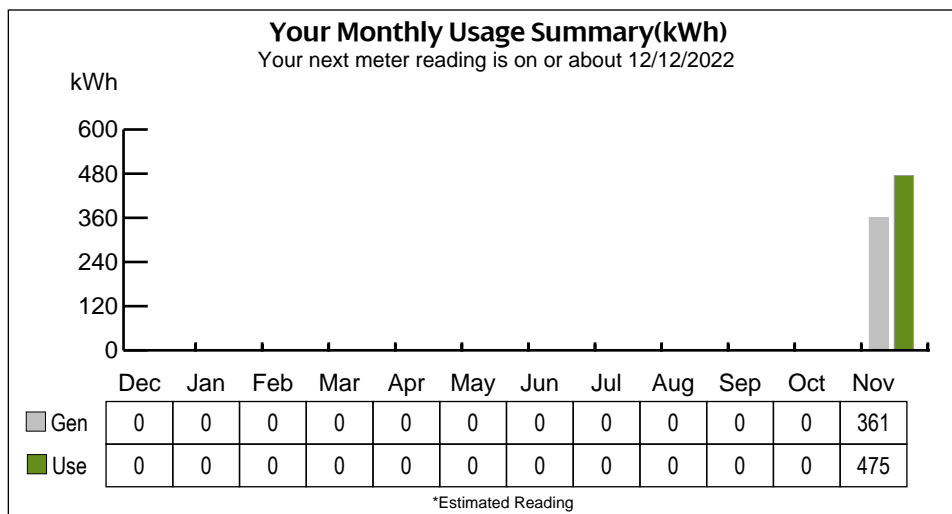 Your Monthly Usage Summary(kWh)
Your next meter reading is on or about 12/12/2022
kWh
600
480
360
240
120
0
Dec Jan Feb Mar Apr May Jun Jul Aug Sep Oct Nov
Gen 0 0 0 0 0 0 0 0 0 0 0 361
Use 0 0 0 0 0 0 0 0 0 0 0 475
*Estimated Reading